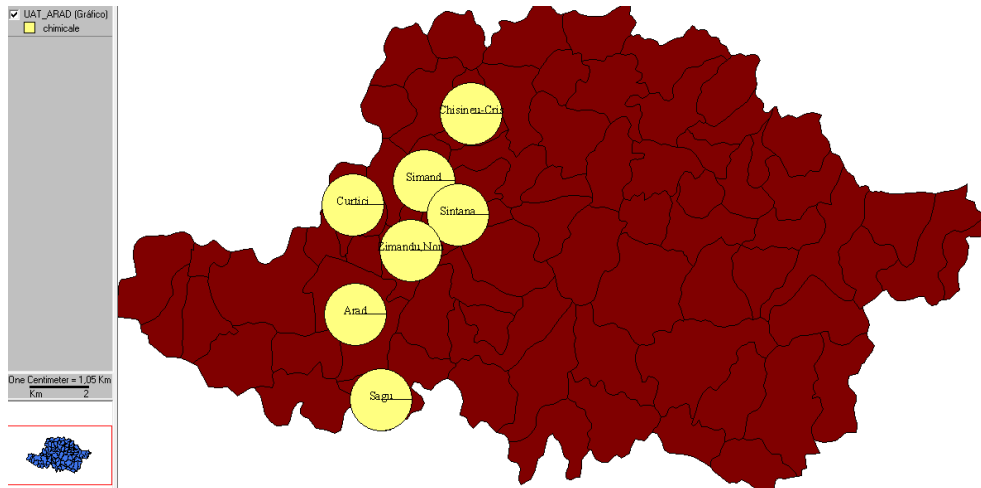 UAT_ARAD (Gráfico)
chimicale
One Centimeter = 1,05 Km
Km 2
Chisineu-Cris
Simand
Curtici
Sintana
Zimandu Nou
Arad
Sagu